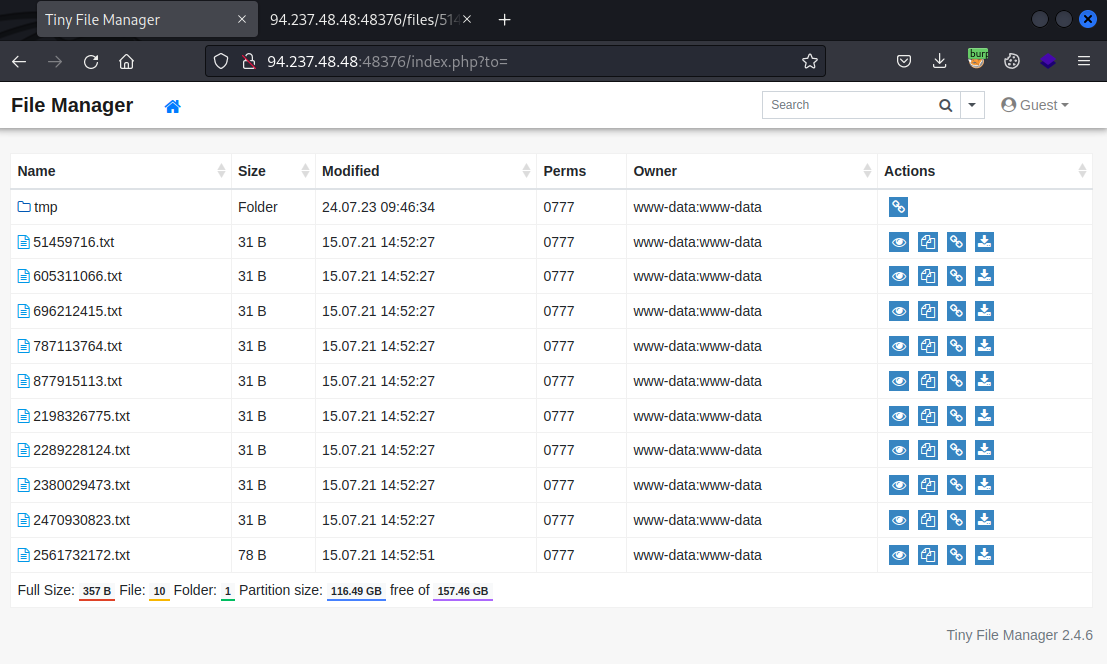 Tiny File Manager
94.237.48.48:48376/files/514
94.237.48.48:48376/index.php?to=
burp
File Manager
Search
Guest
Name Size Modified Perms Owner Actions
tmp Folder 24.07.23 09:46:34 0777 www-data:www-data
51459716.txt 31 B 15.07.21 14:52:27 0777 www-data:www-data
605311066.txt 31 B 15.07.21 14:52:27 0777 www-data:www-data
696212415.txt 31 B 15.07.21 14:52:27 0777 www-data:www-data
787113764.txt 31 B 15.07.21 14:52:27 0777 www-data:www-data
877915113.txt 31 B 15.07.21 14:52:27 0777 www-data:www-data
2198326775.txt 31 B 15.07.21 14:52:27 0777 www-data:www-data
2289228124.txt 31 B 15.07.21 14:52:27 0777 www-data:www-data
2380029473.txt 31 B 15.07.21 14:52:27 0777 www-data:www-data
2470930823.txt 31 B 15.07.21 14:52:27 0777 www-data:www-data
2561732172.txt 78 B 15.07.21 14:52:51 0777 www-data:www-data
Full Size: 357 B File: 10 Folder: 1 Partition size: 116.49 GB free of 157.46 GB
Tiny File Manager 2.4.6